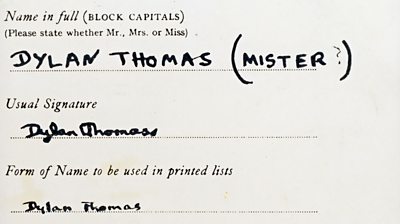 Name in full (BLOCK CAPITALS)
(Please state whether Mr., Mrs. or Miss)
DYLAN THOMAS (MISTER?)
Usual Signature
Dylan Thomas
Form of Name to be used in printed lists
Dylan Thomas